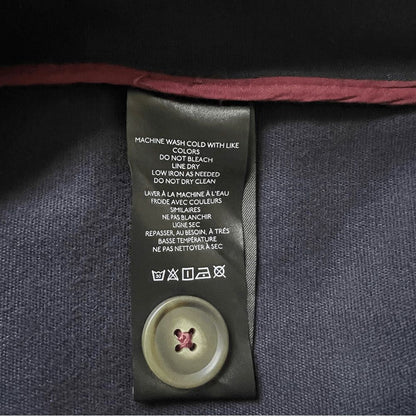 MACHINE WASH COLD WITH LIKE
COLORS
DO NOT BLEACH
LINE DRY
LOW IRON AS NEEDED
DO NOT DRY CLEAN
LAVER À LA MACHINE À L'EAU
FROIDE AVEC COULEURS
SIMILAIRES
NE PAS BLANCHIR
LIGNE SEC
REPASSER, AU BESOIN, À TRÉS
BASSE TEMPÉRATURE
NE PAS NETTOYER À SEC